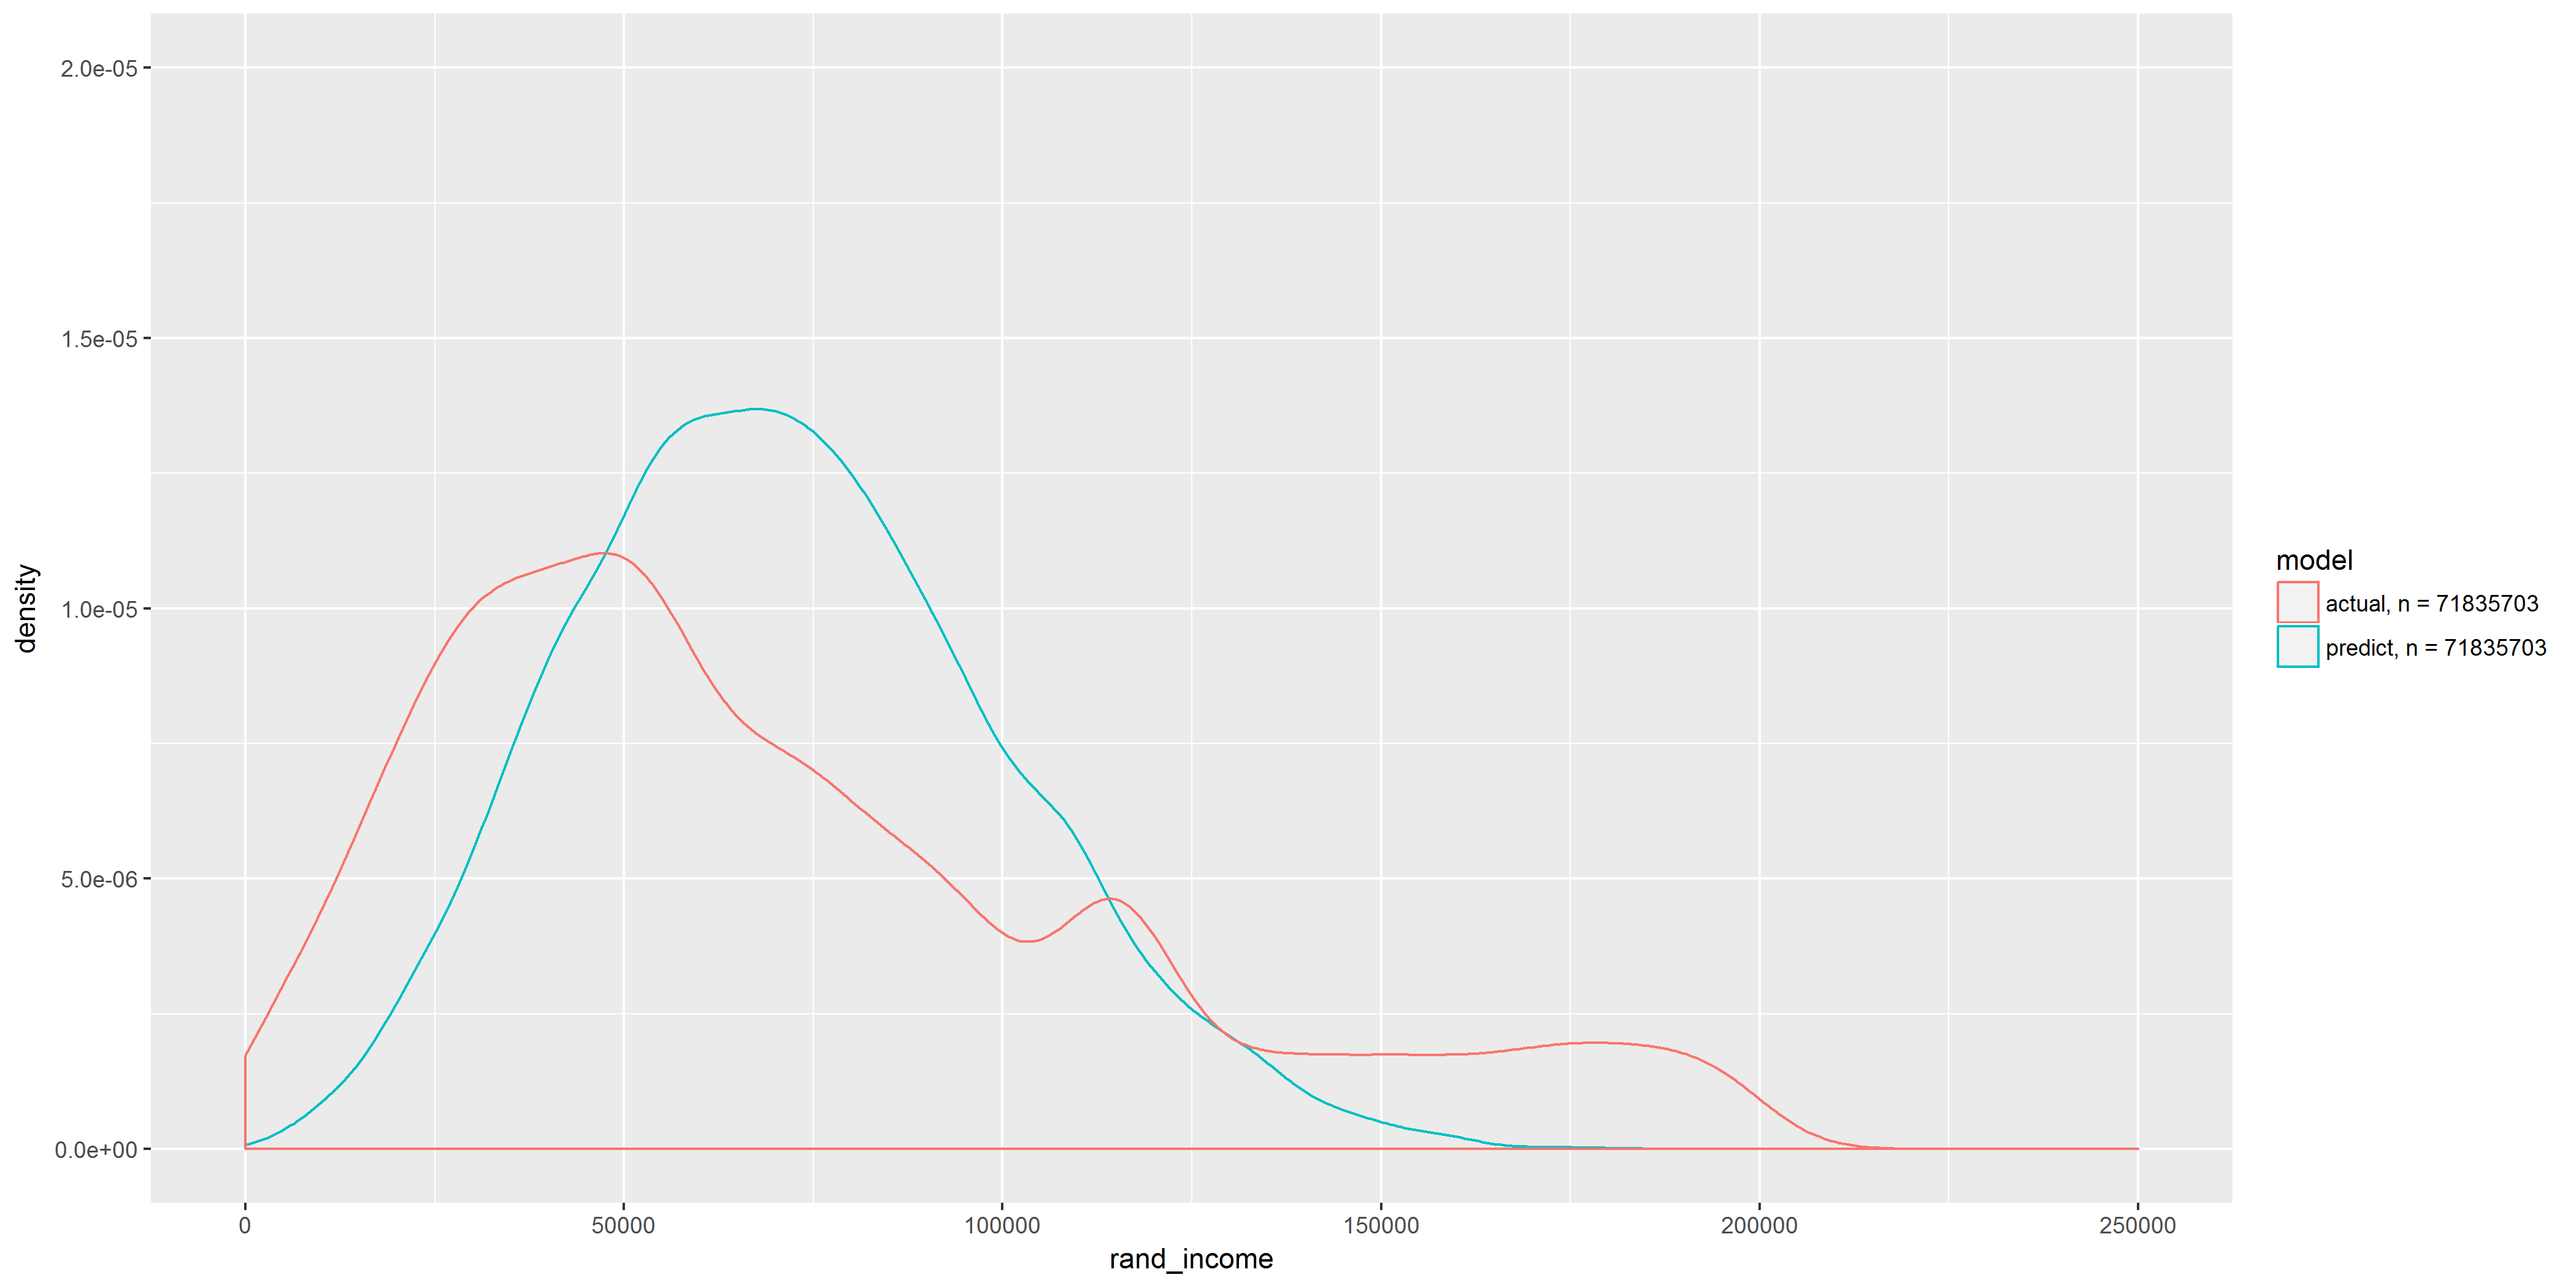 2.0e-05
1.5e-05
1.0e-05
5.0e-06
0.0e+00
density
0 50000 100000 150000 200000 250000
rand_income
model
actual, n = 71835703
predict, n = 71835703